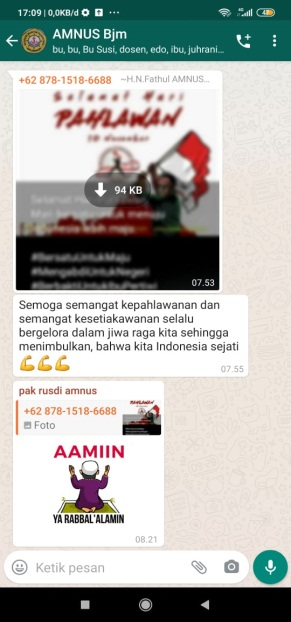 17:09 | 0,0KB/d
4G
AMNUS Bjm
bu, bu, Bu Susi, dosen, edo, ibu, juhrani...
+62 878-1518-6688 ~H.N.Fathul AMNUS...
Selamat Hari
PAHLAWAN
10 November
94 KB
#BersatuUntukMaju
#MengabdiUntukNegeri
07.53
Semoga semangat kepahlawanan dan
semangat kesetiakawanan selalu
bergelora dalam jiwa raga kita sehingga
menimbulkan, bahwa kita Indonesia sejati
💪💪💪
07.55
pak rusdi amnus
+62 878-1518-6688
Foto
AAMIIN
YA RABBAL'ALAMIN
08.21
Ketik pesan